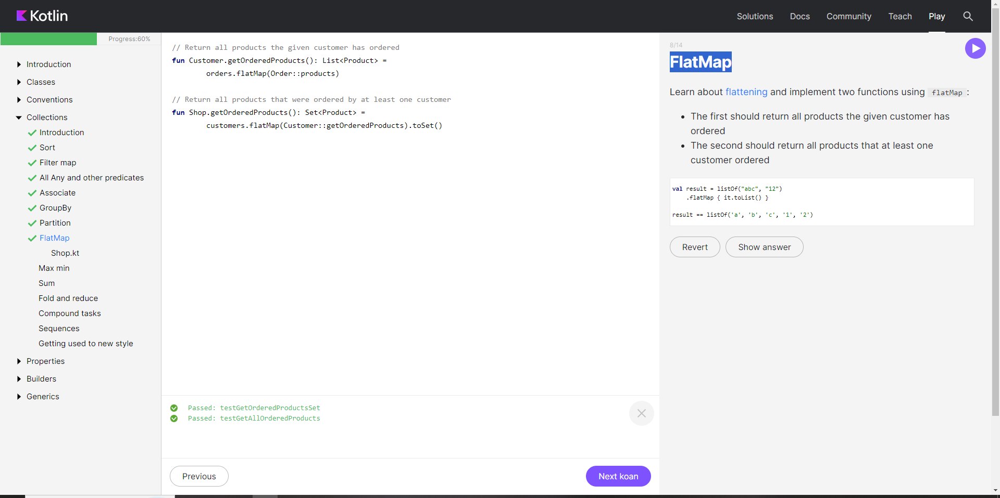 Kotlin
Solutions
Docs
Community
Teach
Play
Progress:60%
Introduction
Classes
Conventions
Collections
Introduction
Sort
Filter map
All Any and other predicates
Associate
GroupBy
Partition
FlatMap
Shop.kt
Max min
Sum
Fold and reduce
Compound tasks
Sequences
Getting used to new style
Properties
Builders
Generics
// Return all products the given customer has ordered
fun Customer.getOrderedProducts(): List<Product> =
        orders.flatMap(Order::products)
// Return all products that were ordered by at least one customer
fun Shop.getOrderedProducts(): Set<Product> =
        customers.flatMap(Customer::getOrderedProducts).toSet()
Passed: testGetOrderedProductsSet
Passed: testGetAllOrderedProducts
Previous
Next koan
8/14
FlatMap
Learn about flattening and implement two functions using flatMap:
• The first should return all products the given customer has
ordered
• The second should return all products that at least one
customer ordered
val result = listOf("abc", "12")
    .flatMap { it.toList() }
result == listOf('a', 'b', 'c', '1', '2')
Revert
Show answer